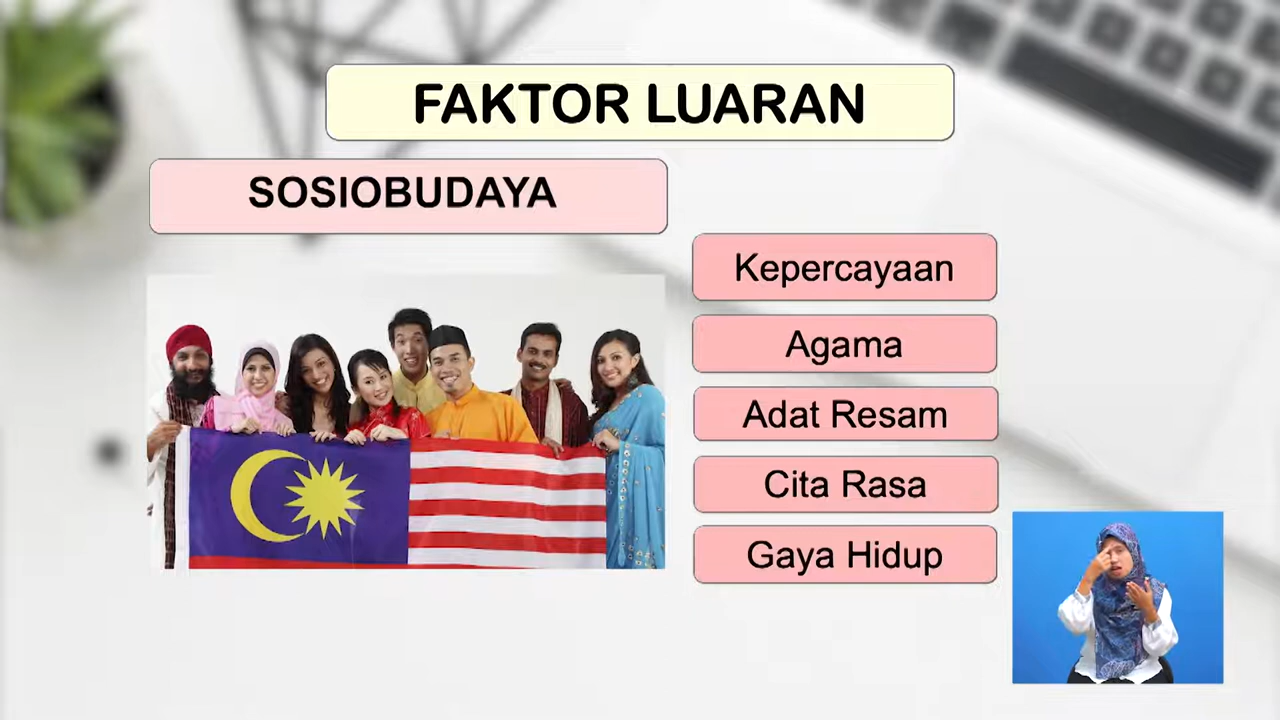 FAKTOR LUARAN
SOSIOBUDAYA
Kepercayaan
Agama
Adat Resam
Cita Rasa
Gaya Hidup